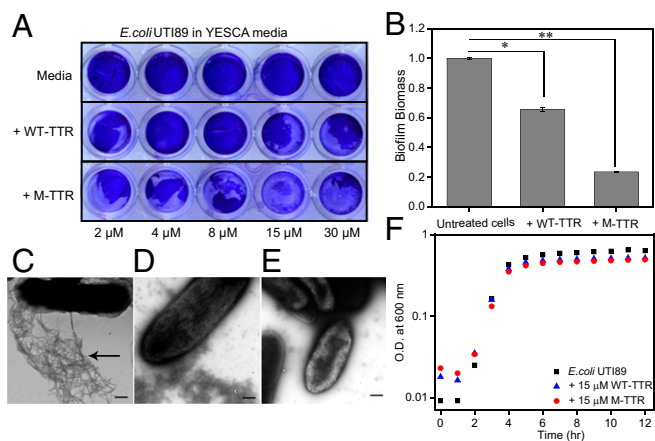 A
E.coli UTI89 in YESCA media
Media
+ WT-TTR
+ M-TTR
2 µM 4 µM 8 µM 15 µM 30 µM
B
Biofilm Biomass
1.2
1.0
0.8
0.6
0.4
0.2
0.0
**
*
Untreated cells + WT-TTR + M-TTR
C
D
E
F
O.D. at 600 nm
1
0.1
0.01
E.coli UTI89
+ 15 µM WT-TTR
+ 15 µM M-TTR
0 2 4 6 8 10 12
Time (hr)